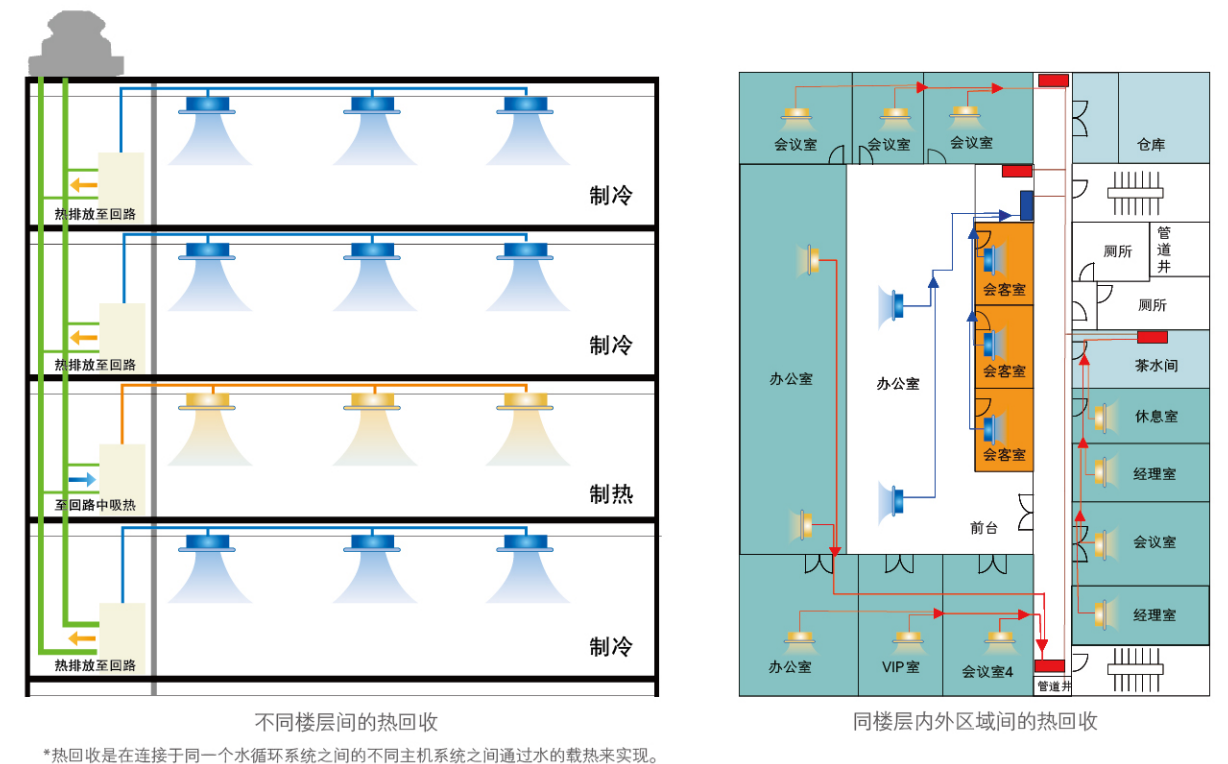 热排放至回路
制冷
热排放至回路
制冷
至回路中吸热
制热
热排放至回路
制冷
不同楼层间的热回收
*热回收是在连接于同一个水循环系统之间的不同主机系统之间通过水的载热来实现。
会议室
会议室
会议室
仓库
管道井
厕所
会客室
厕所
会客室
茶水间
办公室
办公室
休息室
会客室
经理室
前台
会议室
经理室
办公室
VIP室
会议室4
管道井
同楼层内外区域间的热回收